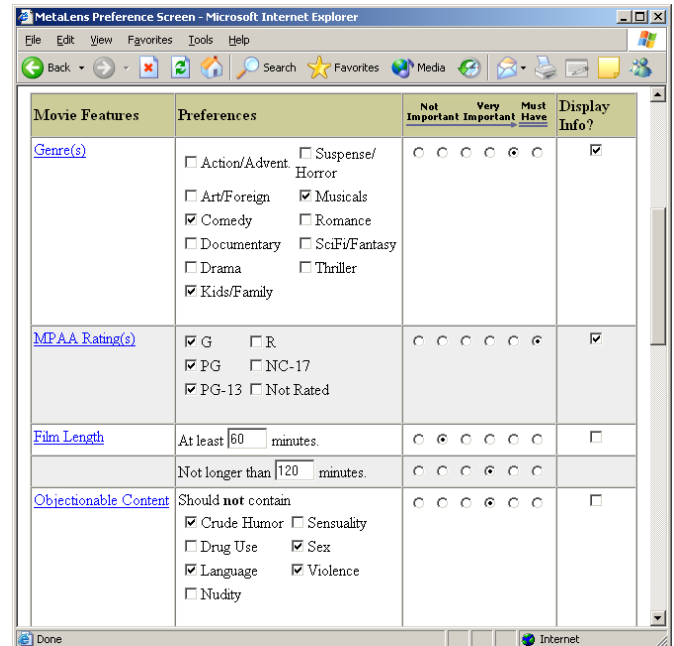 MetaLens Preference Screen - Microsoft Internet Explorer
File Edit View Favorites Tools Help
Back Search Favorites Media
Movie Features Preferences Not Important Very Important Must Have Display Info?
Genre(s)
Action/Advent. Suspense/Horror
Art/Foreign Musicals
Comedy Romance
Documentary SciFi/Fantasy
Drama Thriller
Kids/Family
MPAA Rating(s) G R
PG NC-17
PG-13 Not Rated
Film Length At least 60 minutes.
Not longer than 120 minutes.
Objectionable Content Should not contain
Crude Humor Sensuality
Drug Use Sex
Language Violence
Nudity
Done Internet